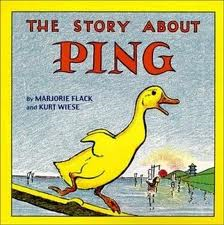 THE STORY ABOUT
PING
By MARJORIE FLACK
and KURT WIESE